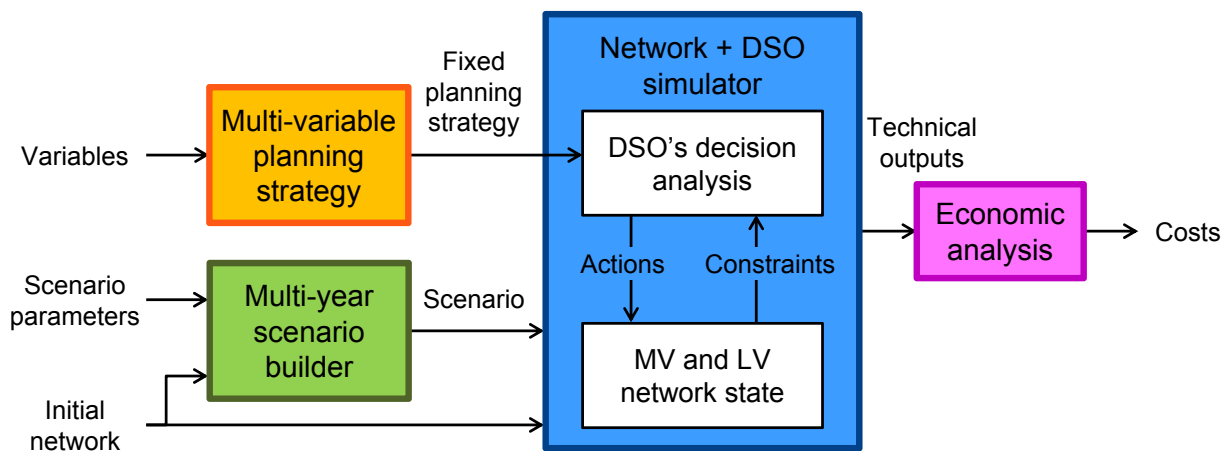 Variables
Multi-variable
planning
strategy
Fixed
planning
strategy
Network + DSO
simulator
DSO's decision
analysis
Actions
Constraints
MV and LV
network state
Scenario
parameters
Multi-year
scenario
builder
Scenario
Initial
network
Technical
outputs
Economic
analysis
Costs